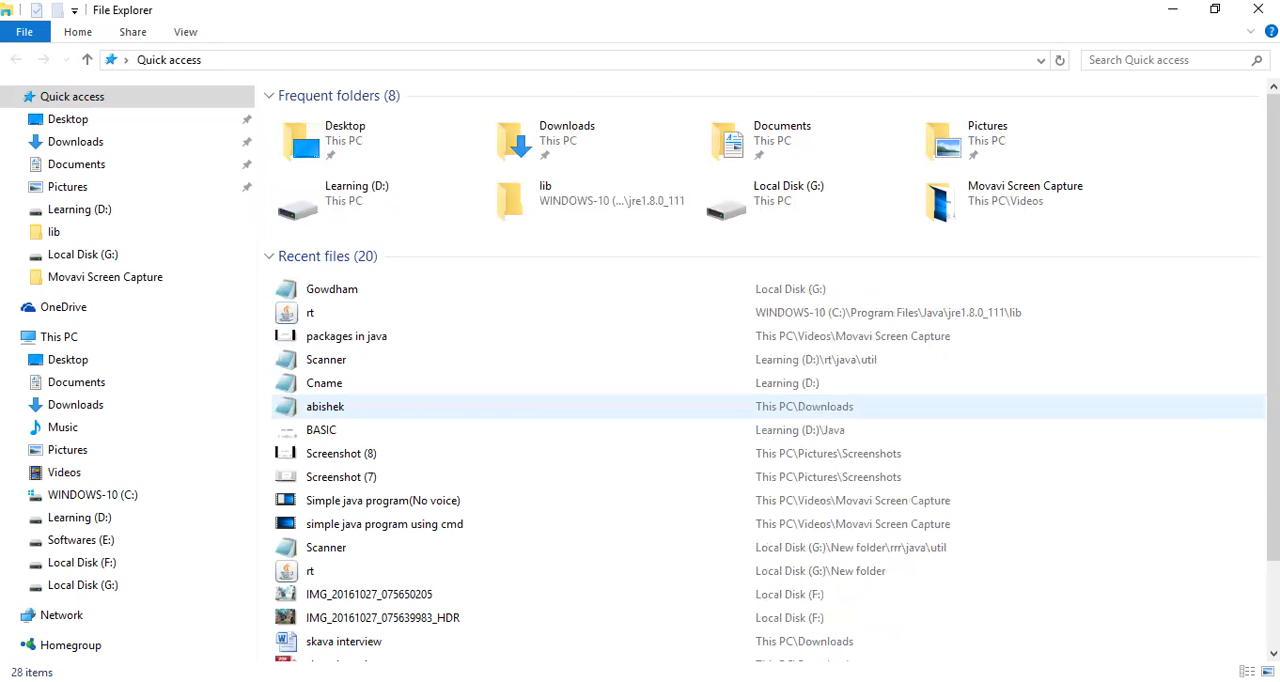 File Explorer
File Home Share View
Quick access
Search Quick access
Quick access
Desktop
Downloads
Documents
Pictures
Learning (D:)
lib
Local Disk (G:)
Movavi Screen Capture
OneDrive
This PC
Desktop
Documents
Downloads
Music
Pictures
Videos
WINDOWS-10 (C:)
Learning (D:)
Softwares (E:)
Local Disk (F:)
Local Disk (G:)
Network
Homegroup
Frequent folders (8)
Desktop
This PC
Downloads
This PC
Documents
This PC
Pictures
This PC
Learning (D:)
This PC
lib
WINDOWS-10 (...\jre1.8.0_111
Local Disk (G:)
This PC
Movavi Screen Capture
This PC\Videos
Recent files (20)
Gowdham Local Disk (G:)
rt WINDOWS-10 (C:)\Program Files\Java\jre1.8.0_111\lib
packages in java This PC\Videos\Movavi Screen Capture
Scanner Learning (D:)\rt\java\util
Cname Learning (D:)
abishek This PC\Downloads
BASIC Learning (D:)\Java
Screenshot (8) This PC\Pictures\Screenshots
Screenshot (7) This PC\Pictures\Screenshots
Simple java program(No voice) This PC\Videos\Movavi Screen Capture
simple java program using cmd This PC\Videos\Movavi Screen Capture
Scanner Local Disk (G:)\New folder\rrr\java\util
rt Local Disk (G:)\New folder
IMG_20161027_075650205 Local Disk (F:)
IMG_20161027_075639983_HDR Local Disk (F:)
skava interview This PC\Downloads
28 items